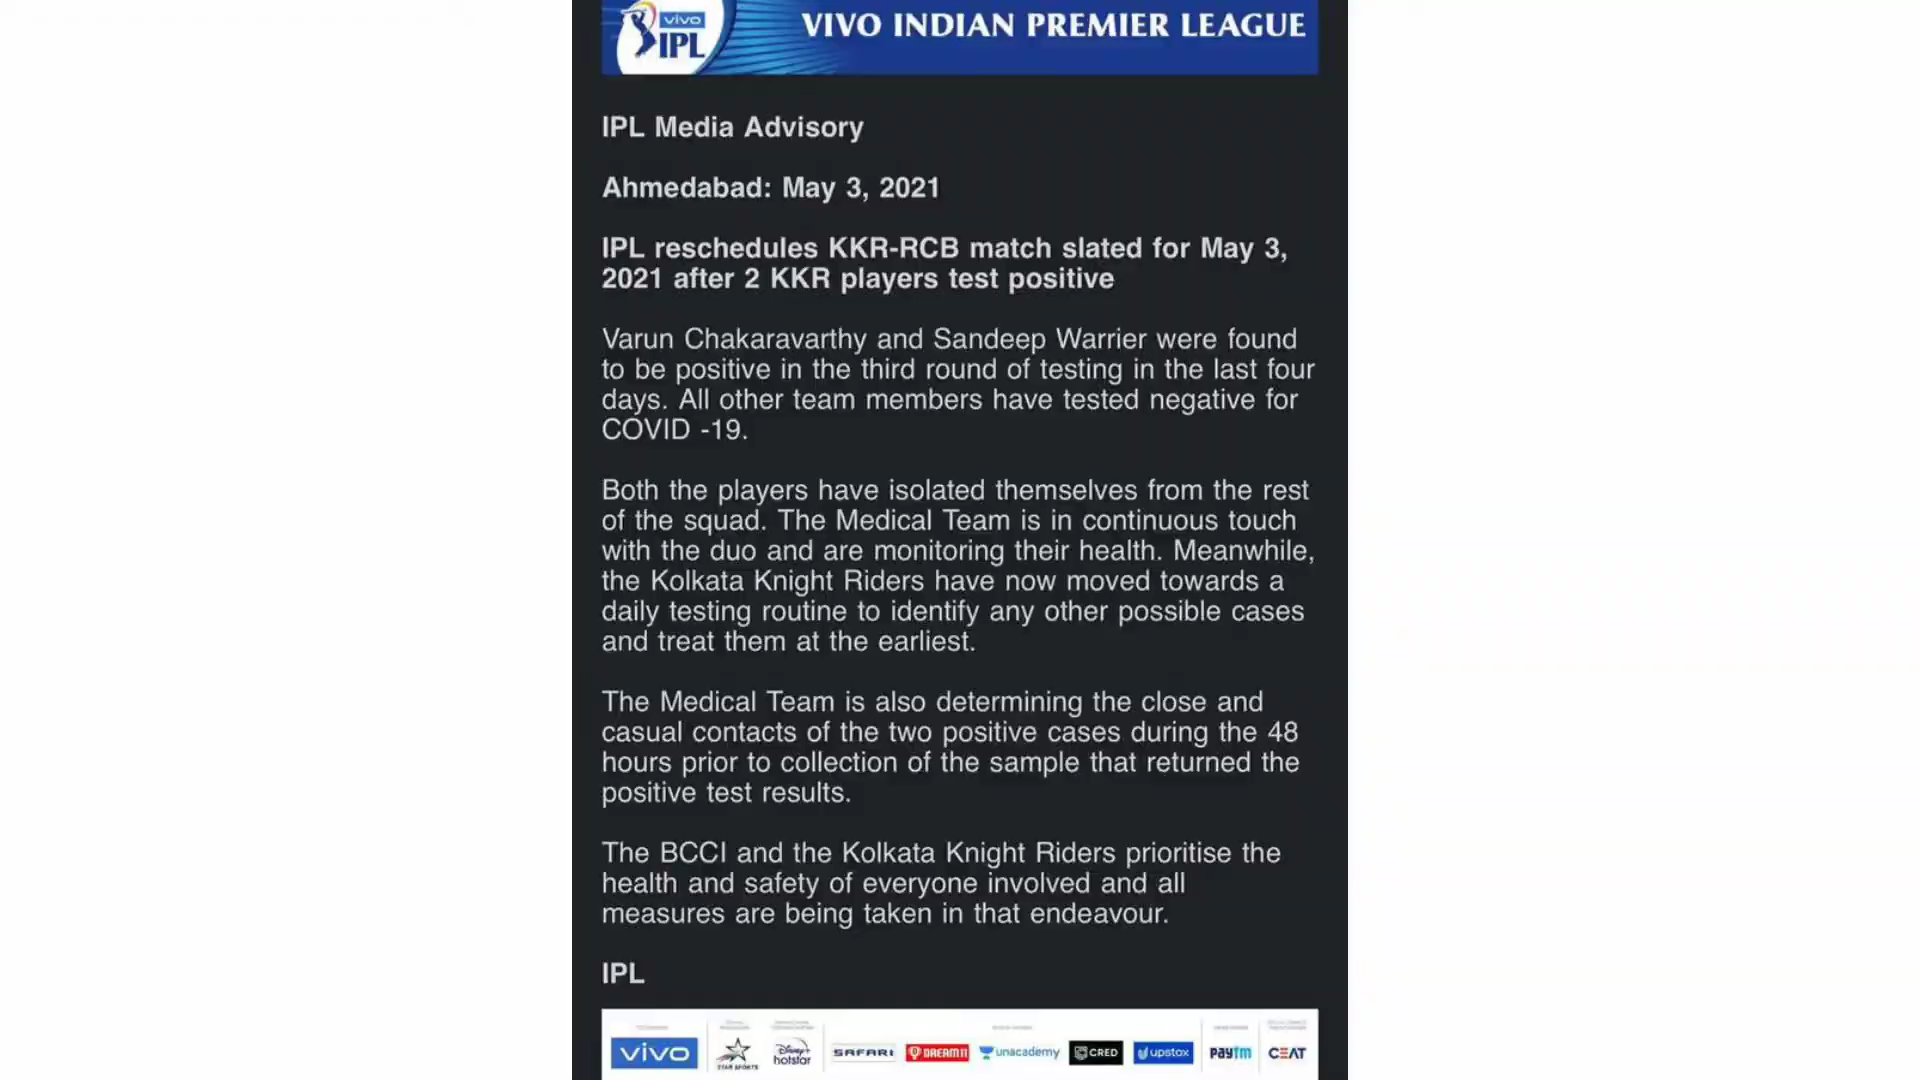 vivo
IPL
VIVO INDIAN PREMIER LEAGUE
IPL Media Advisory
Ahmedabad: May 3, 2021
IPL reschedules KKR-RCB match slated for May 3,
2021 after 2 KKR players test positive
Varun Chakaravarthy and Sandeep Warrier were found
to be positive in the third round of testing in the last four
days. All other team members have tested negative for
COVID -19.
Both the players have isolated themselves from the rest
of the squad. The Medical Team is in continuous touch
with the duo and are monitoring their health. Meanwhile,
the Kolkata Knight Riders have now moved towards a
daily testing routine to identify any other possible cases
and treat them at the earliest.
The Medical Team is also determining the close and
casual contacts of the two positive cases during the 48
hours prior to collection of the sample that returned the
positive test results.
The BCCI and the Kolkata Knight Riders prioritise the
health and safety of everyone involved and all
measures are being taken in that endeavour.
IPL
vivo STAR SPORTS Disney+ hotstar SAFARI DREAM11 unacademy CRED upstox paytm CEAT